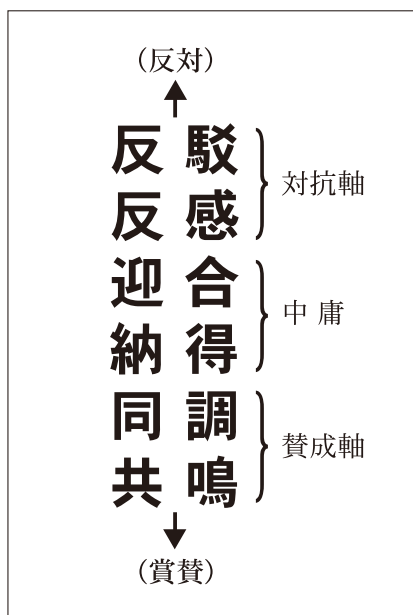 （反対）
反駁
反感
対抗軸
迎合
納得
中庸
同調
共鳴
賛成軸
（賞賛）